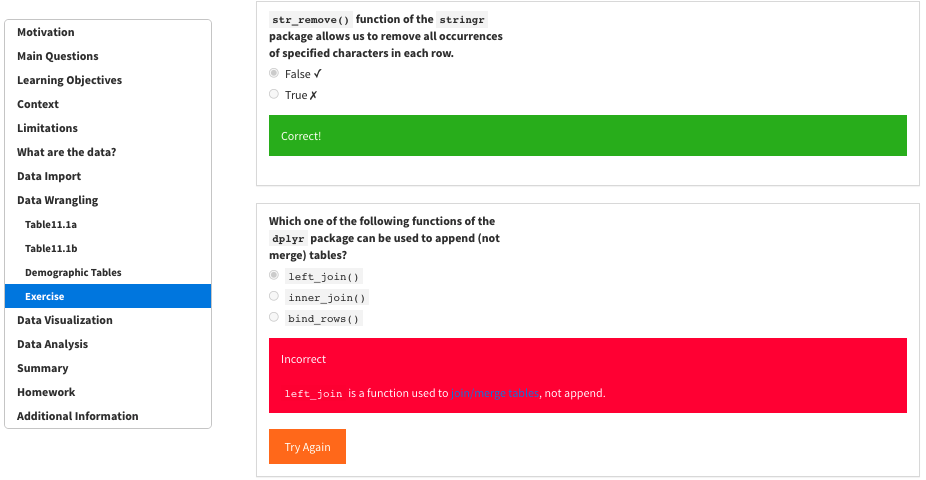 Motivation
Main Questions
Learning Objectives
Context
Limitations
What are the data?
Data Import
Data Wrangling
Table11.1a
Table11.1b
Demographic Tables
Exercise
Data Visualization
Data Analysis
Summary
Homework
Additional Information
str_remove() function of the stringr
package allows us to remove all occurrences
of specified characters in each row.
False ✓
True ✗
Correct!
Which one of the following functions of the
dplyr package can be used to append (not
merge) tables?
left_join()
inner_join()
bind_rows()
Incorrect
left_join is a function used to join/merge tables, not append.
Try Again